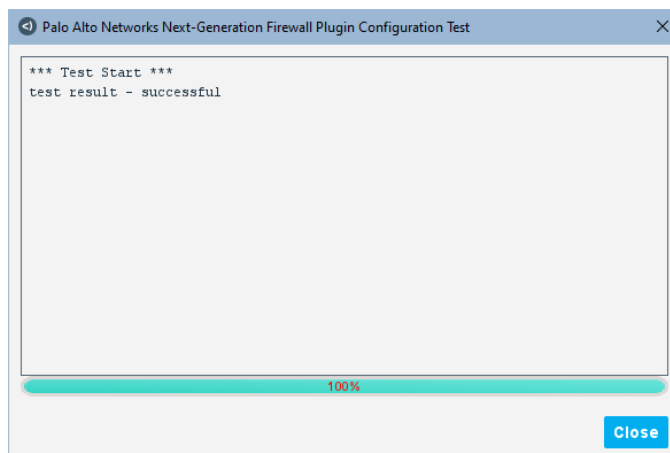 Palo Alto Networks Next-Generation Firewall Plugin Configuration Test
*** Test Start ***
test result - successful
100%
Close